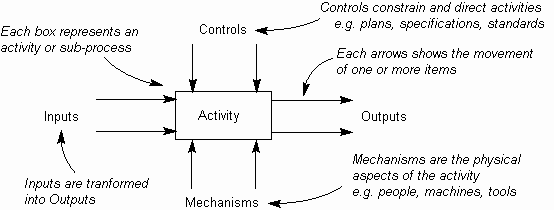 Controls constrain and direct activities
e.g. plans, specifications, standards
Controls
Each box represents an
activity or sub-process
Each arrows shows the movement
of one or more items
Inputs
Activity
Outputs
Inputs are tranformed
into Outputs
Mechanisms
Mechanisms are the physical
aspects of the activity
e.g. people, machines, tools